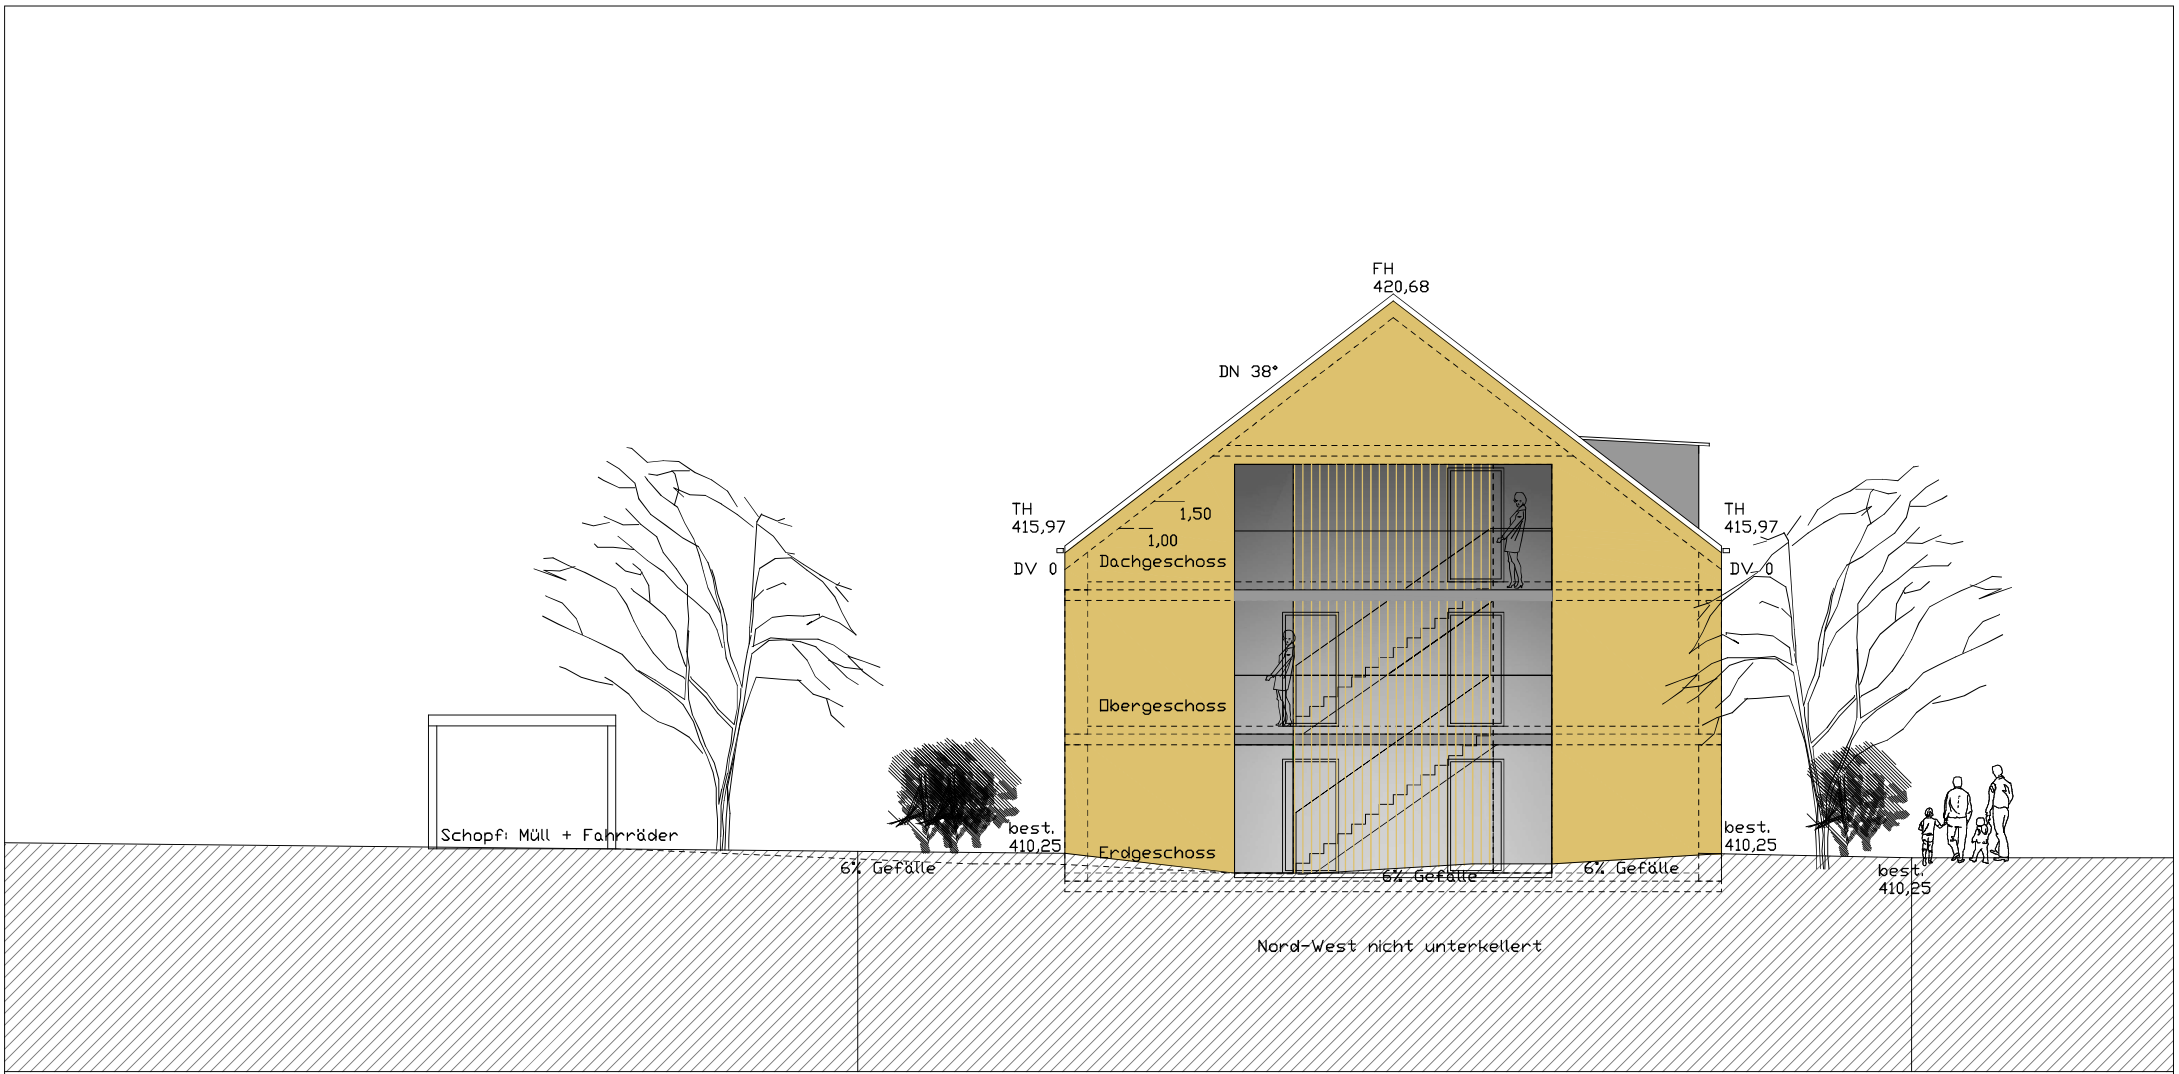 FH
420,68
DN 38°
TH
415,97
1,50
TH
415,97
1,00
DV 0
Dachgeschoss
DV 0
Obergeschoss
Schopf: Müll + Fahrräder
best.
410,25
Erdgeschoss
best.
410,25
6% Gefälle
6% Gefälle
6% Gefälle
best.
410,25
Nord-West nicht unterkellert